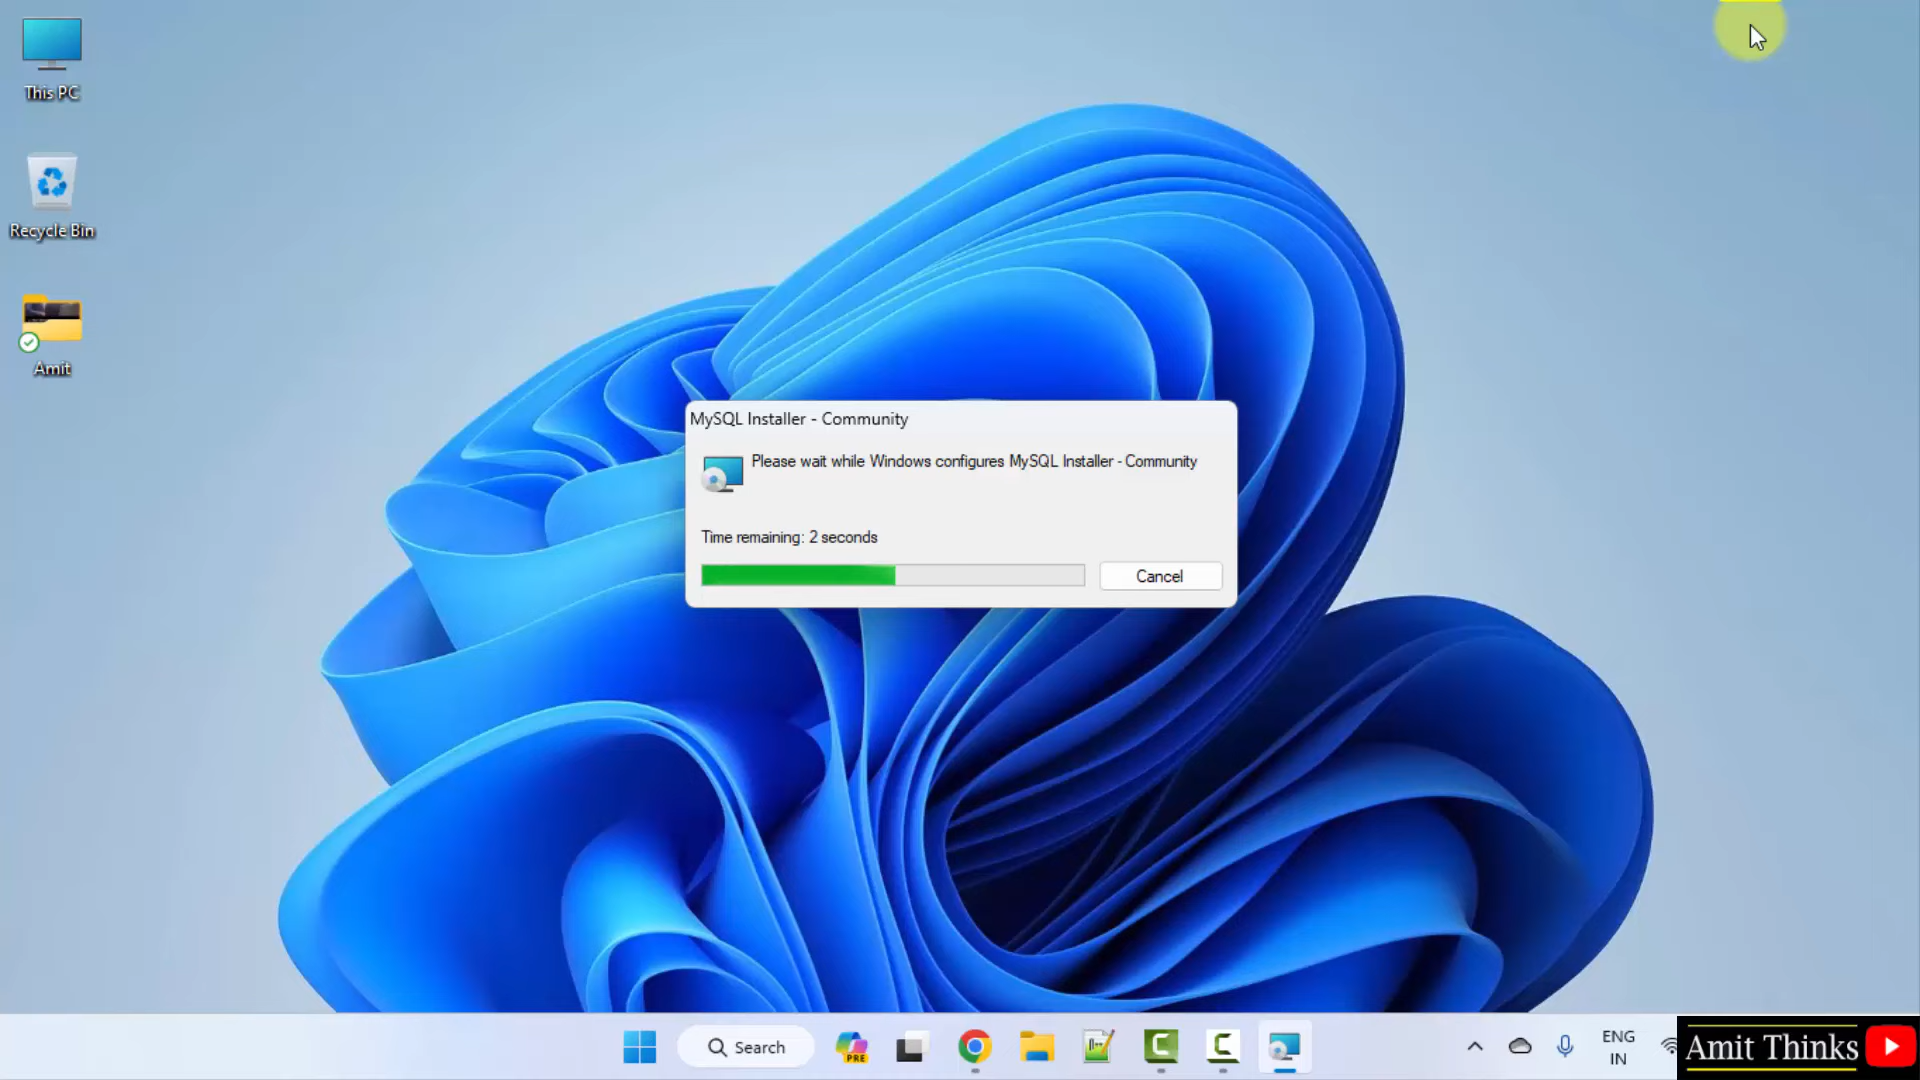 This PC
Recycle Bin
Amit
MySQL Installer - Community
Please wait while Windows configures MySQL Installer - Community
Time remaining: 2 seconds
Cancel
Search
PRE
ENG
IN
Amit Thinks